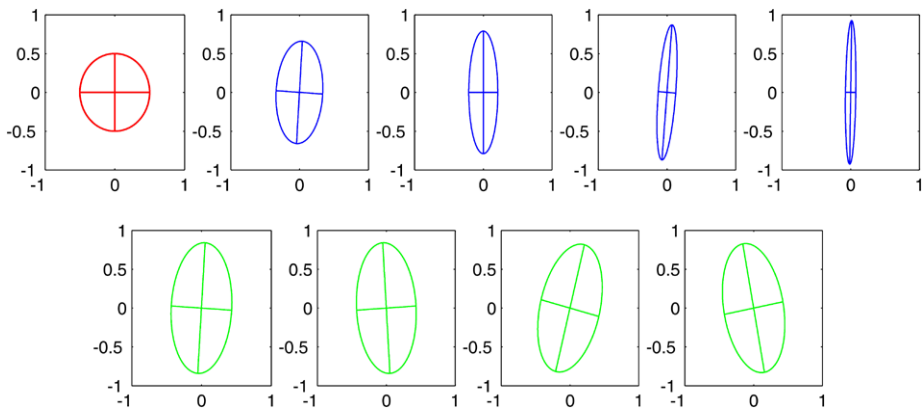 1 1 1 1 1
0.5 0.5 0.5 0.5 0.5
0 0 0 0 0
-0.5 -0.5 -0.5 -0.5 -0.5
-1 -1 -1 -1 -1
-1 0 1 -1 0 1 -1 0 1 -1 0 1 -1 0 1
1 1 1 1
0.5 0.5 0.5 0.5
0 0 0 0
-0.5 -0.5 -0.5 -0.5
-1 -1 -1 -1
-1 0 1 -1 0 1 -1 0 1 -1 0 1